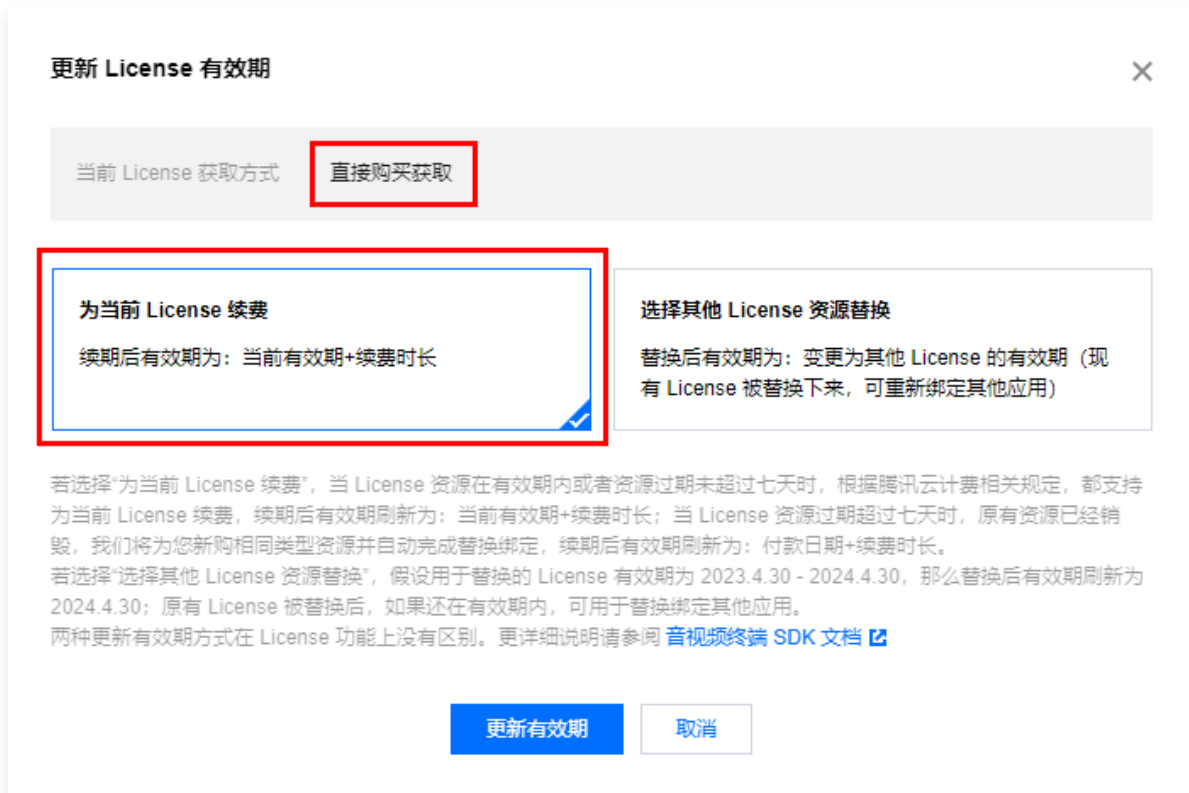 更新 License 有效期
当前 License 获取方式 直接购买获取
为当前 License 续费
续期后有效期为：当前有效期+续费时长
选择其他 License 资源替换
替换后有效期为：变更为其他 License 的有效期（现
有 License 被替换下来，可重新绑定其他应用）
若选择“为当前 License 续费”，当 License 资源在有效期内或者资源过期未超过七天时，根据腾讯云计费相关规定，都支持
为当前 License 续费，续期后有效期刷新为：当前有效期+续费时长；当 License 资源过期超过七天时，原有资源已经销
毁，我们将为您新购相同类型资源并自动完成替换绑定，续期后有效期刷新为：付款日期+续费时长。
若选择“选择其他 License 资源替换”，假设用于替换的 License 有效期为 2023.4.30 - 2024.4.30，那么替换后有效期刷新为
2024.4.30；原有 License 被替换后，如果还在有效期内，可用于替换绑定其他应用。
两种更新有效期方式在 License 功能上没有区别。更详细说明请参阅 音视频终端 SDK 文档
更新有效期 取消